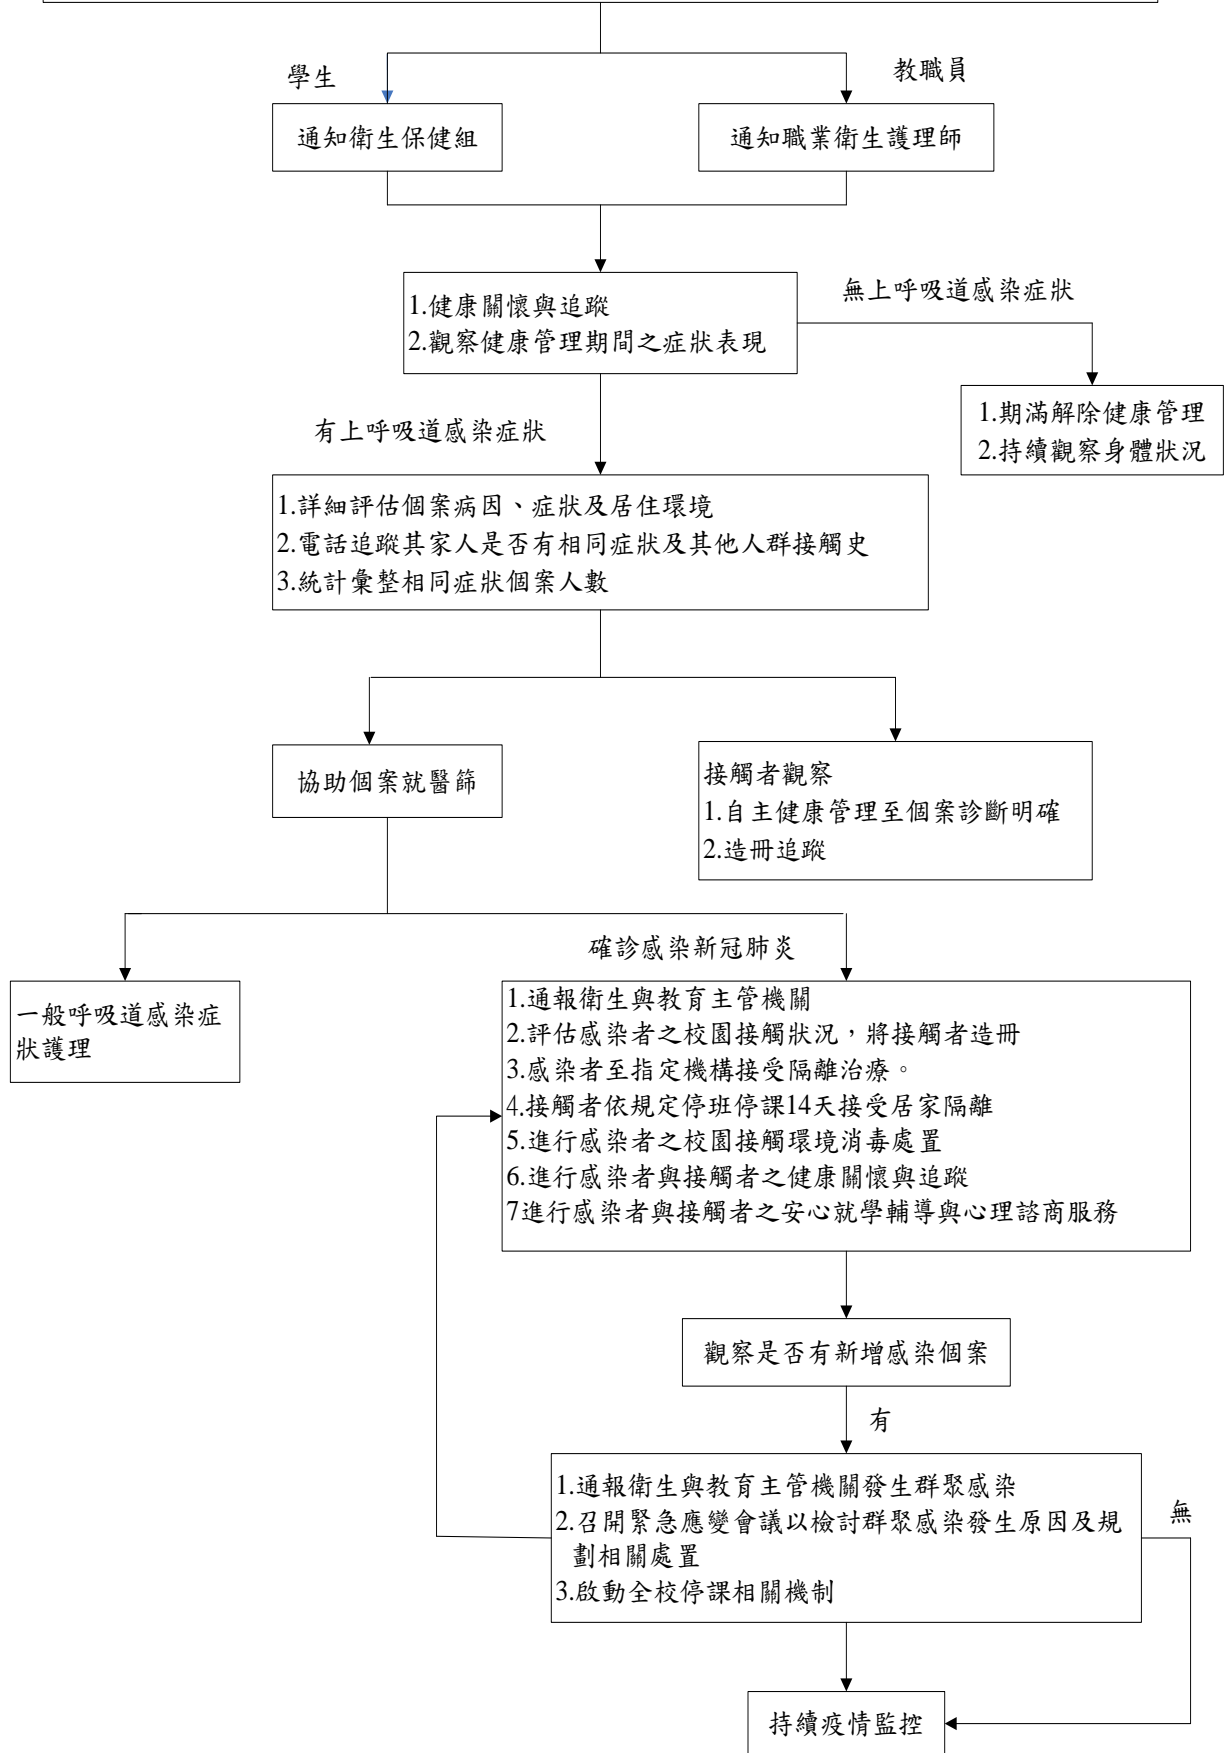 學生
教職員
通知衛生保健組
通知職業衛生護理師
1.健康關懷與追蹤
2.觀察健康管理期間之症狀表現
無上呼吸道感染症狀
1.期滿解除健康管理
2.持續觀察身體狀況
有上呼吸道感染症狀
1.詳細評估個案病因、症狀及居住環境
2.電話追蹤其家人是否有相同症狀及其他人群接觸史
3.統計彙整相同症狀個案人數
協助個案就醫篩
接觸者觀察
1.自主健康管理至個案診斷明確
2.造冊追蹤
確診感染新冠肺炎
一般呼吸道感染症
狀護理
1.通報衛生與教育主管機關
2.評估感染者之校園接觸狀況，將接觸者造冊
3.感染者至指定機構接受隔離治療。
4.接觸者依規定停班停課14天接受居家隔離
5.進行感染者之校園接觸環境消毒處置
6.進行感染者與接觸者之健康關懷與追蹤
7進行感染者與接觸者之安心就學輔導與心理諮商服務
觀察是否有新增感染個案
有
1.通報衛生與教育主管機關發生群聚感染
2.召開緊急應變會議以檢討群聚感染發生原因及規
劃相關處置
3.啟動全校停課相關機制
無
持續疫情監控